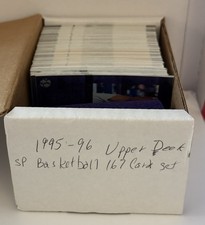 1995-96 Upper Deck
SP Basketball 167 Card set